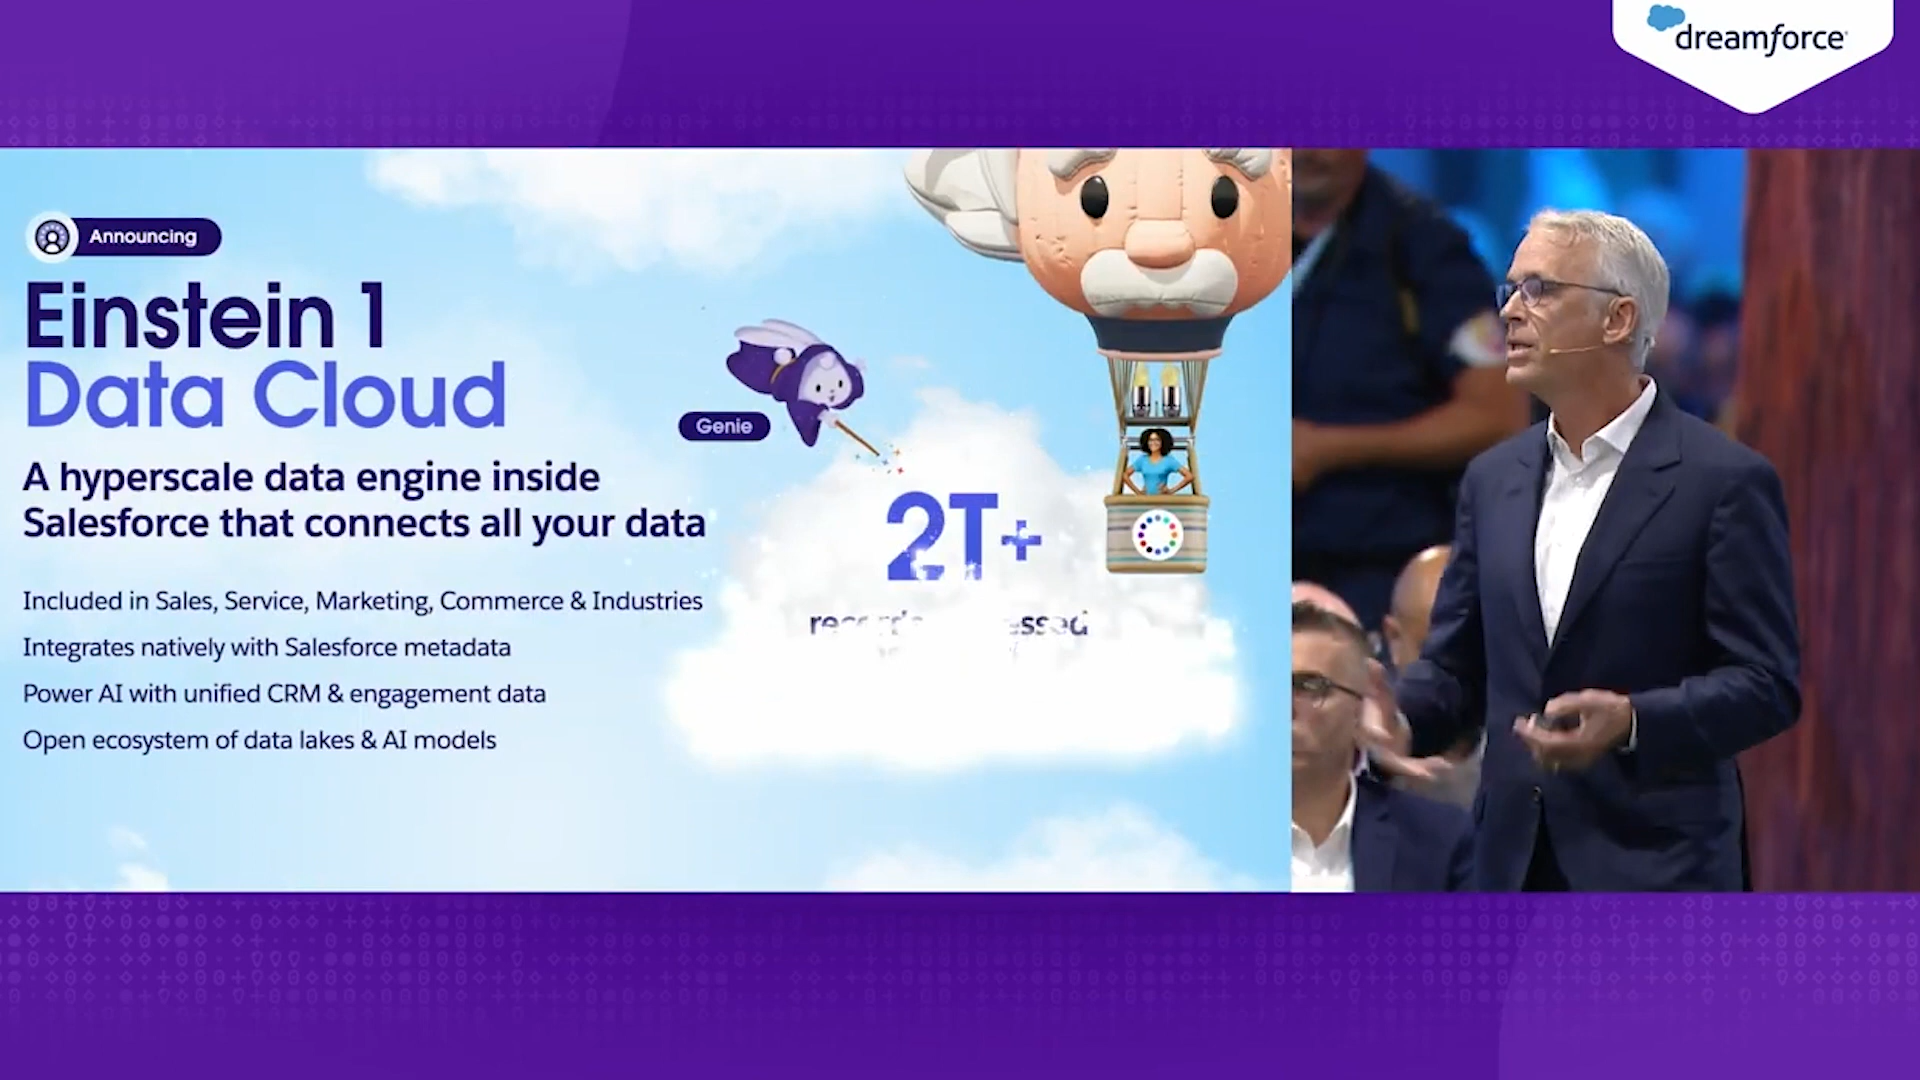 dreamforce
Announcing
Einstein 1
Data Cloud
A hyperscale data engine inside
Salesforce that connects all your data
Included in Sales, Service, Marketing, Commerce & Industries
Integrates natively with Salesforce metadata
Power AI with unified CRM & engagement data
Open ecosystem of data lakes & AI models
Genie
2T+